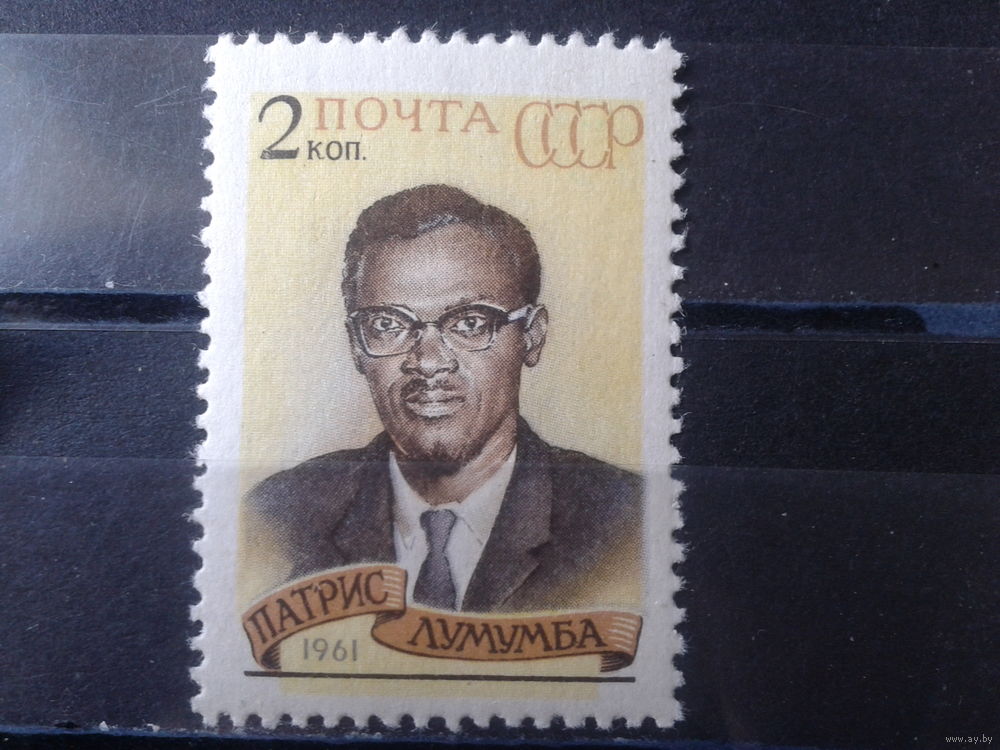 2 ПОЧТА СССР
КОП.
ПАТРИС
ЛУМУМБА
1961
www.ay.by